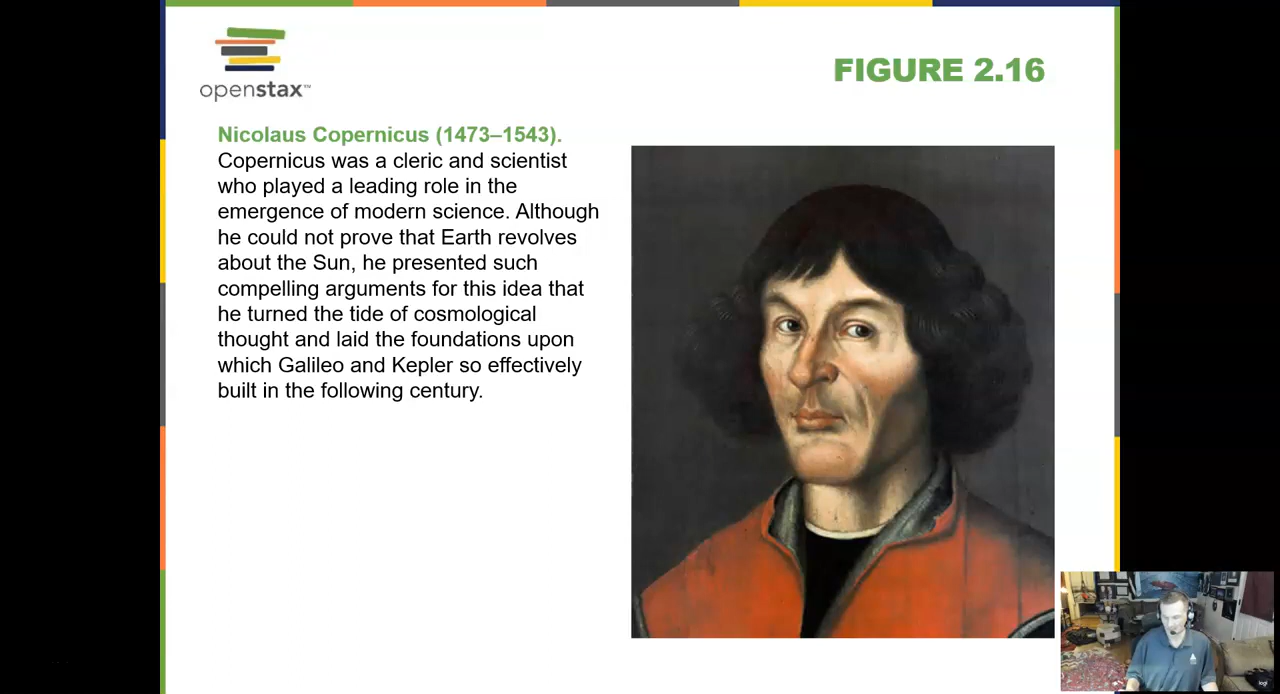 openstax™
FIGURE 2.16
Nicolaus Copernicus (1473–1543).
Copernicus was a cleric and scientist
who played a leading role in the
emergence of modern science. Although
he could not prove that Earth revolves
about the Sun, he presented such
compelling arguments for this idea that
he turned the tide of cosmological
thought and laid the foundations upon
which Galileo and Kepler so effectively
built in the following century.
logi